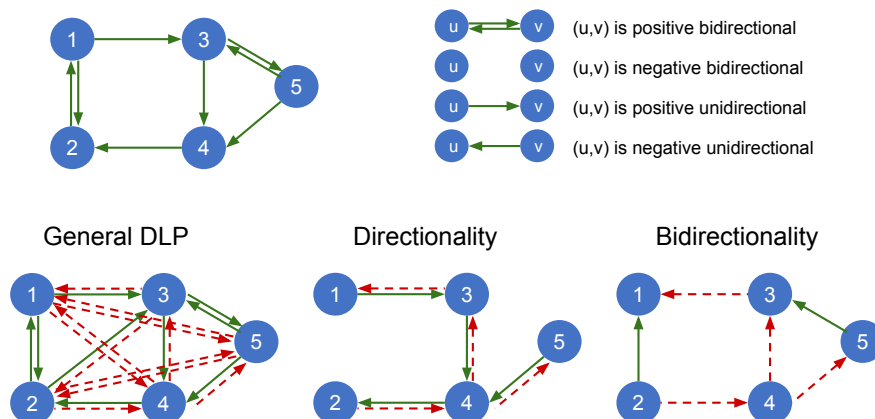 1
3
5
2
4
u v (u,v) is positive bidirectional
u v (u,v) is negative bidirectional
u v (u,v) is positive unidirectional
u v (u,v) is negative unidirectional
General DLP
Directionality
Bidirectionality
1
3
5
2
4
1
3
5
2
4
1
3
5
2
4